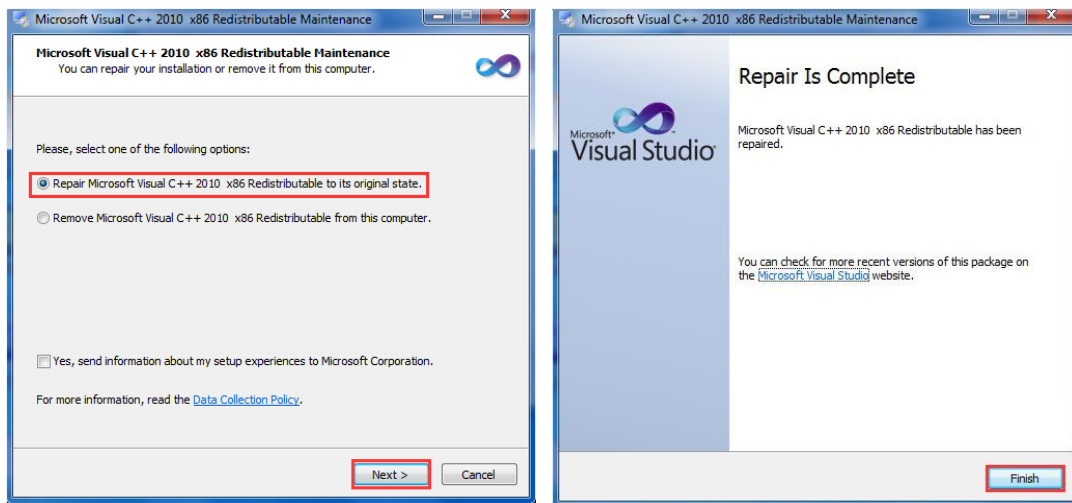 Microsoft Visual C++ 2010 x86 Redistributable Maintenance
Microsoft Visual C++ 2010 x86 Redistributable Maintenance
You can repair your installation or remove it from this computer.
Please, select one of the following options:
Repair Microsoft Visual C++ 2010 x86 Redistributable to its original state.
Remove Microsoft Visual C++ 2010 x86 Redistributable from this computer.
Yes, send information about my setup experiences to Microsoft Corporation.
For more information, read the Data Collection Policy.
Next >
Cancel
Microsoft Visual C++ 2010 x86 Redistributable Maintenance
Microsoft
Visual Studio
Repair Is Complete
Microsoft Visual C++ 2010 x86 Redistributable has been
repaired.
You can check for more recent versions of this package on
the Microsoft Visual Studio website.
Finish